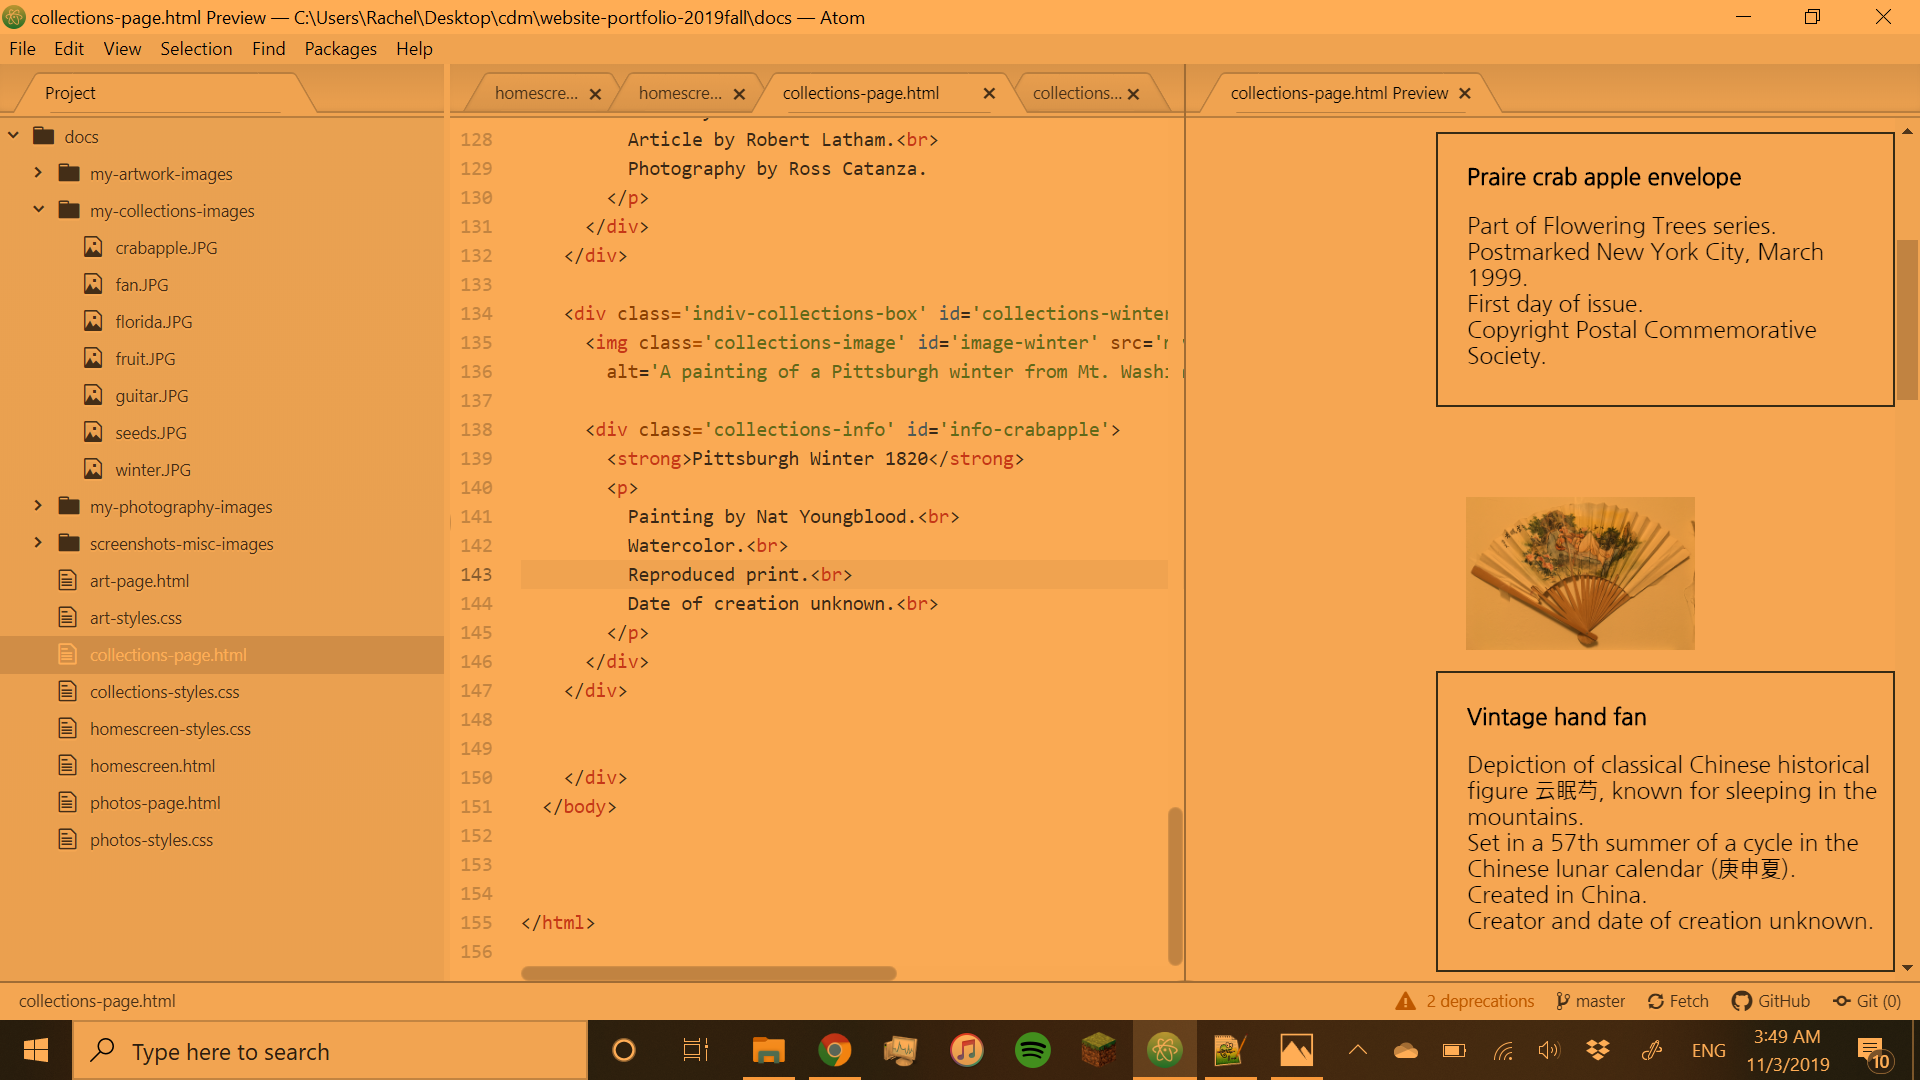 collections-page.html Preview — C:\Users\Rachel\Desktop\cdm\website-portfolio-2019fall\docs — Atom
File Edit View Selection Find Packages Help
Project
homescre... homescre... collections-page.html collections... collections-page.html Preview
docs
my-artwork-images
my-collections-images
crabapple.JPG
fan.JPG
florida.JPG
fruit.JPG
guitar.JPG
seeds.JPG
winter.JPG
my-photography-images
screenshots-misc-images
art-page.html
art-styles.css
collections-page.html
collections-styles.css
homescreen-styles.css
homescreen.html
photos-page.html
photos-styles.css
128 Article by Robert Latham.<br>
129 Photography by Ross Catanza.
130 </p>
131 </div>
132 </div>
133
134 <div class='indiv-collections-box' id='collections-winter
135 <img class='collections-image' id='image-winter' src='
136 alt='A painting of a Pittsburgh winter from Mt. Washi
137
138 <div class='collections-info' id='info-crabapple'>
139 <strong>Pittsburgh Winter 1820</strong>
140 <p>
141 Painting by Nat Youngblood.<br>
142 Watercolor.<br>
143 Reproduced print.<br>
144 Date of creation unknown.<br>
145 </p>
146 </div>
147 </div>
148
149
150 </div>
151 </body>
152
153
154
155 </html>
156
Praire crab apple envelope
Part of Flowering Trees series.
Postmarked New York City, March
1999.
First day of issue.
Copyright Postal Commemorative
Society.
Vintage hand fan
Depiction of classical Chinese historical
figure 云眠芍, known for sleeping in the
mountains.
Set in a 57th summer of a cycle in the
Chinese lunar calendar (庚申夏).
Created in China.
Creator and date of creation unknown.
collections-page.html
2 deprecations master Fetch GitHub Git (0)
Type here to search
ENG
3:49 AM
11/3/2019
10